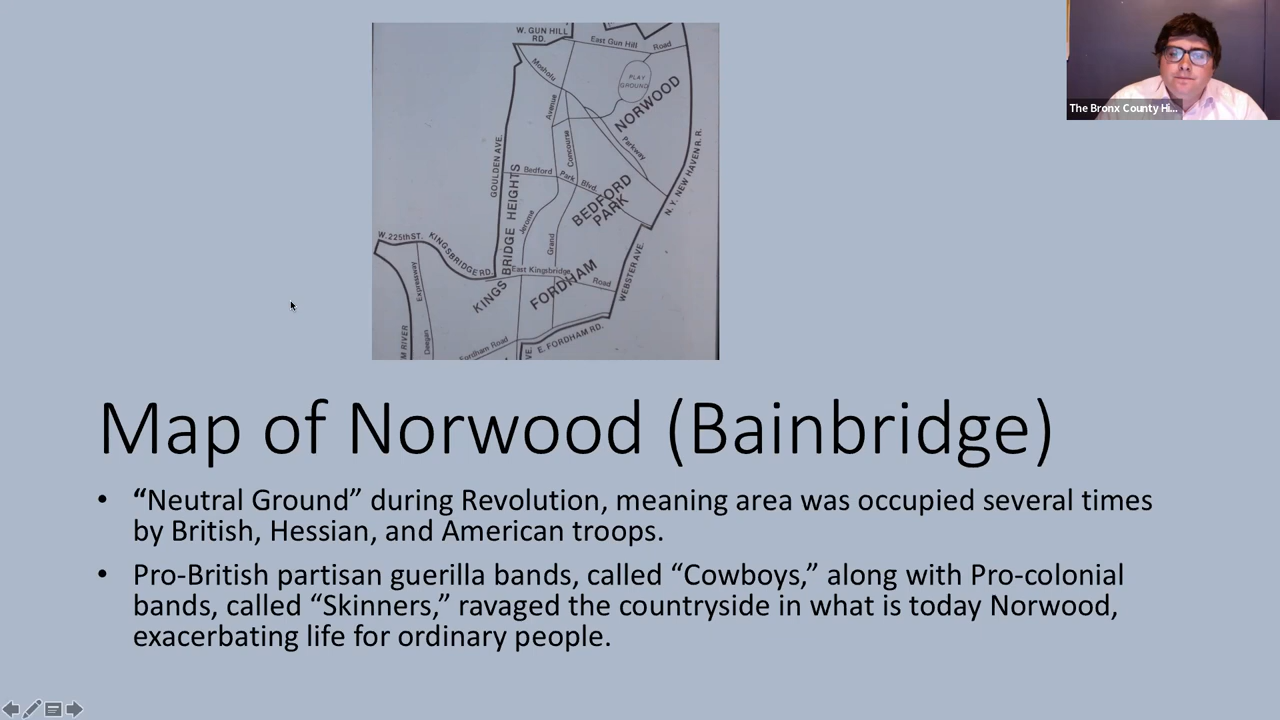 W. GUN HILL
RD.
East Gun Hill Road
Mosholu
PLAY
GROUND
NORWOOD
Avenue
Concourse
Parkway
GOULDEN AVE.
N.Y. NEW HAVEN R.R.
Bedford Park Blvd.
BEDFORD
PARK
KINGS BRIDGE HEIGHTS
Jerome
Grand
W. 225th ST.
KINGSBRIDGE RD.
East Kingsbridge Road
FORDHAM
WEBSTER AVE.
Expressway
Deegan
M RIVER
Fordham Road
VE.
E. FORDHAM RD.
The Bronx County Hi...
Map of Norwood (Bainbridge)
• “Neutral Ground” during Revolution, meaning area was occupied several times
by British, Hessian, and American troops.
• Pro-British partisan guerilla bands, called “Cowboys,” along with Pro-colonial
bands, called “Skinners,” ravaged the countryside in what is today Norwood,
exacerbating life for ordinary people.